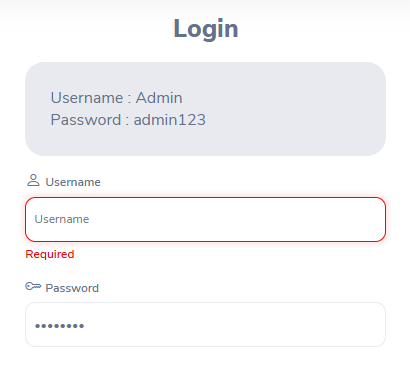 Login
Username : Admin
Password : admin123
Username
Username
Required
Password
••••••••